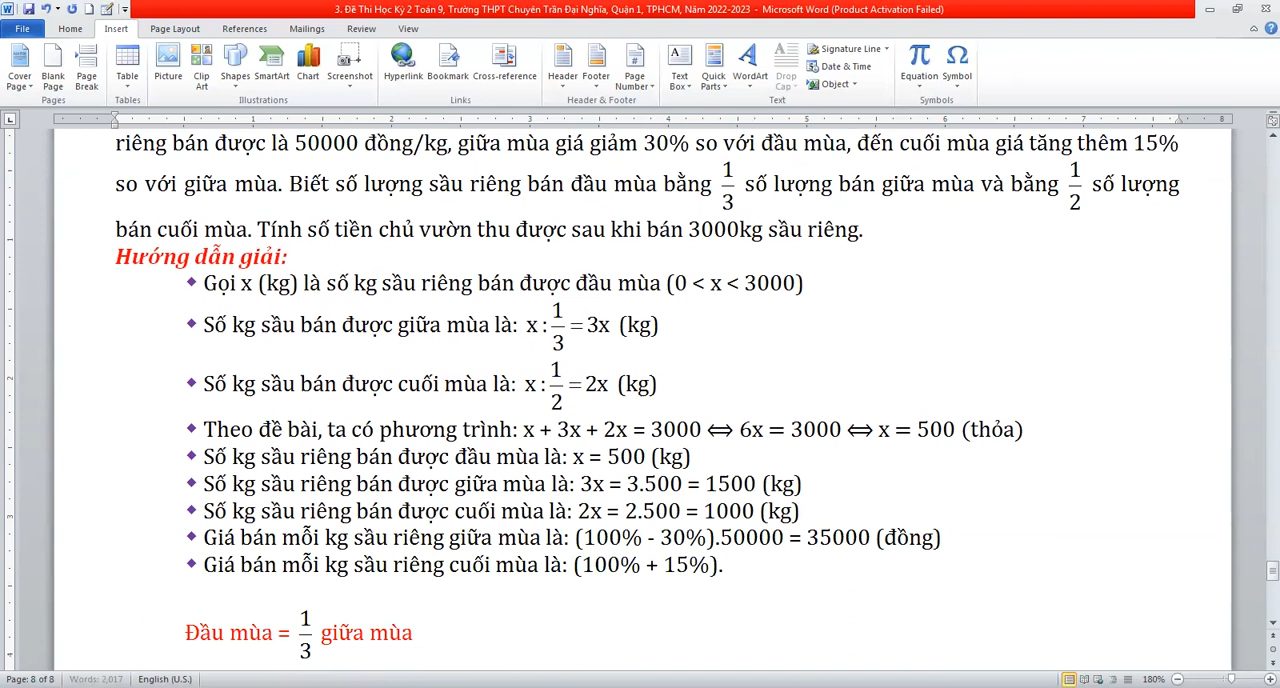 3. Đề Thi Học Kỳ 2 Toán 9, Trường THPT Chuyên Trần Đại Nghĩa, Quận 1, TPHCM, Năm 2022-2023 - Microsoft Word (Product Activation Failed)
File Home Insert Page Layout References Mailings Review View
Cover Page Blank Page Page Break Table Picture Clip Art Shapes SmartArt Chart Screenshot Hyperlink Bookmark Cross-reference Header Footer Page Number Text Box Quick Parts WordArt Drop Cap Signature Line Date & Time Object Equation Symbol
Pages Tables Illustrations Links Header & Footer Text Symbols
1 2 3 4 5 6 7 8
riêng bán được là 50000 đồng/kg, giữa mùa giá giảm 30% so với đầu mùa, đến cuối mùa giá tăng thêm 15%
so với giữa mùa. Biết số lượng sầu riêng bán đầu mùa bằng 1/3 số lượng bán giữa mùa và bằng 1/2 số lượng
bán cuối mùa. Tính số tiền chủ vườn thu được sau khi bán 3000kg sầu riêng.
Hướng dẫn giải:
◆ Gọi x (kg) là số kg sầu riêng bán được đầu mùa (0 < x < 3000)
◆ Số kg sầu bán được giữa mùa là: x : 1/3 = 3x (kg)
◆ Số kg sầu bán được cuối mùa là: x : 1/2 = 2x (kg)
◆ Theo đề bài, ta có phương trình: x + 3x + 2x = 3000 ⟺ 6x = 3000 ⟺ x = 500 (thỏa)
◆ Số kg sầu riêng bán được đầu mùa là: x = 500 (kg)
◆ Số kg sầu riêng bán được giữa mùa là: 3x = 3.500 = 1500 (kg)
◆ Số kg sầu riêng bán được cuối mùa là: 2x = 2.500 = 1000 (kg)
◆ Giá bán mỗi kg sầu riêng giữa mùa là: (100% - 30%).50000 = 35000 (đồng)
◆ Giá bán mỗi kg sầu riêng cuối mùa là: (100% + 15%).
Đầu mùa = 1/3 giữa mùa
Page: 8 of 8 Words: 2,017 English (U.S.) 180%